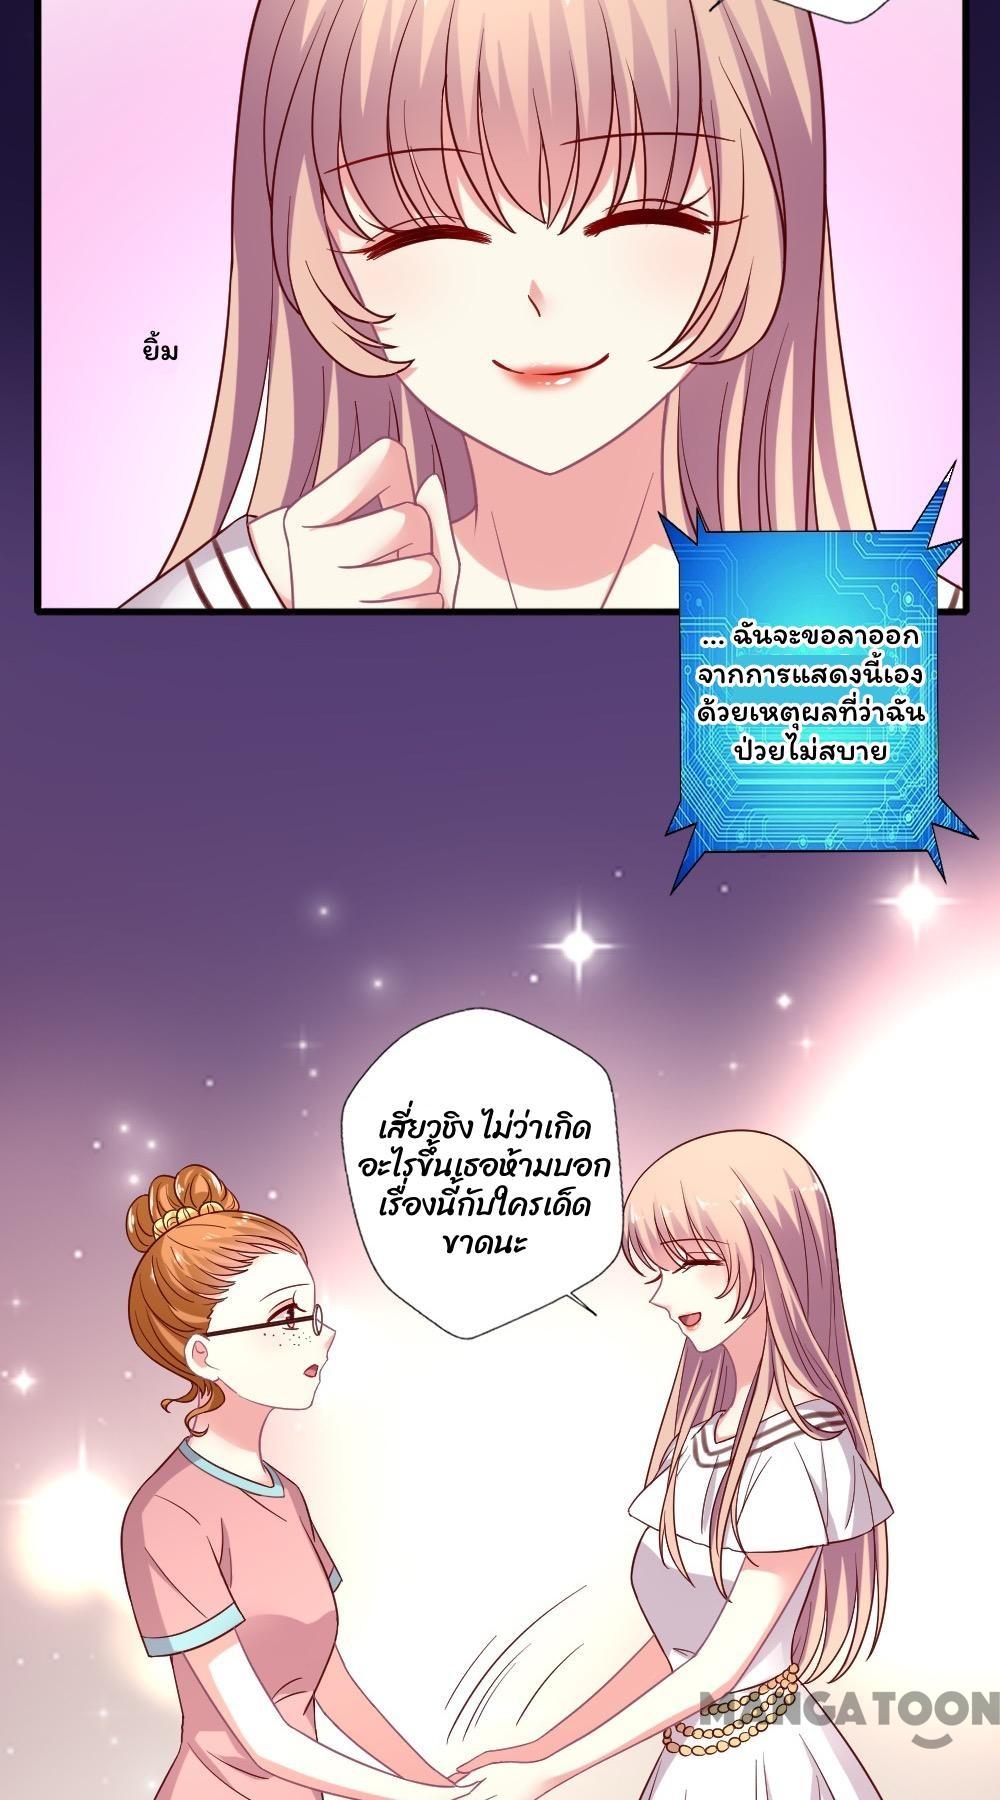 ยิ้ม
... ฉันจะขอลาออก
จากการแสดงนี้เอง
ด้วยเหตุผลที่ว่าฉัน
ป่วยไม่สบาย
เสี่ยวชิง ไม่ว่าเกิด
อะไรขึ้นเธอห้ามบอก
เรื่องนี้กับใครเด็ด
ขาดนะ
MANGATOON